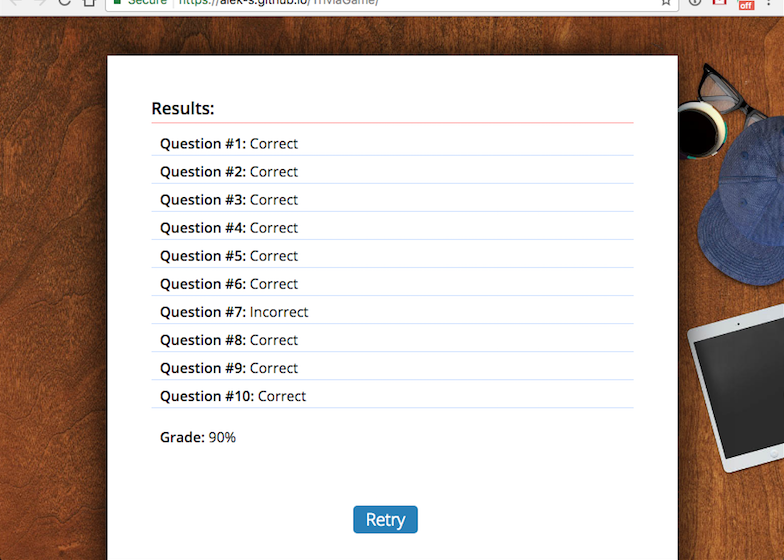 Secure https://alek-s.github.io/TriviaGame/
off
Results:
Question #1: Correct
Question #2: Correct
Question #3: Correct
Question #4: Correct
Question #5: Correct
Question #6: Correct
Question #7: Incorrect
Question #8: Correct
Question #9: Correct
Question #10: Correct
Grade: 90%
Retry